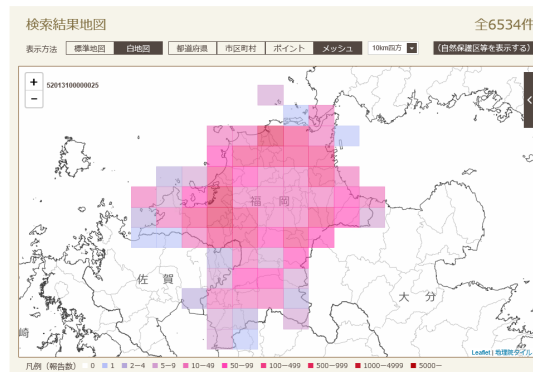 検索結果地図 全6534件
表示方法 標準地図 白地図 都道府県 市区町村 ポイント メッシュ 10km四方 (自然保護区等を表示する)
+ 52013100000025
−
福 岡
佐 賀
大 分
崎
Leaflet | 地理院タイル
凡例 (報告数) 0 1 2-4 5-9 10-49 50-99 100-499 500-999 1000-4999 5000-